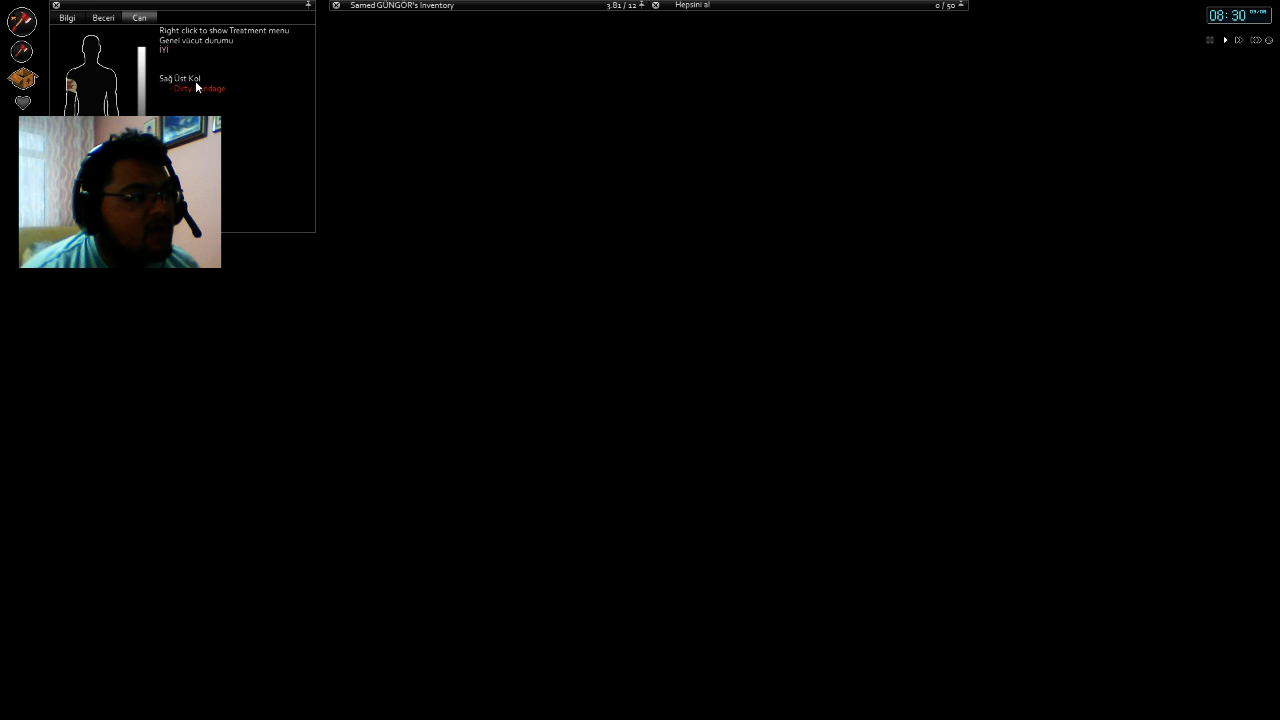 Bilgi Beceri Can
Right click to show Treatment menu
Genel vücut durumu
İYİ
Sağ Üst Kol
- Dirty
Samed GÜNGÖR's Inventory 3.81 / 12
Hepsini al 0 / 50
08:30